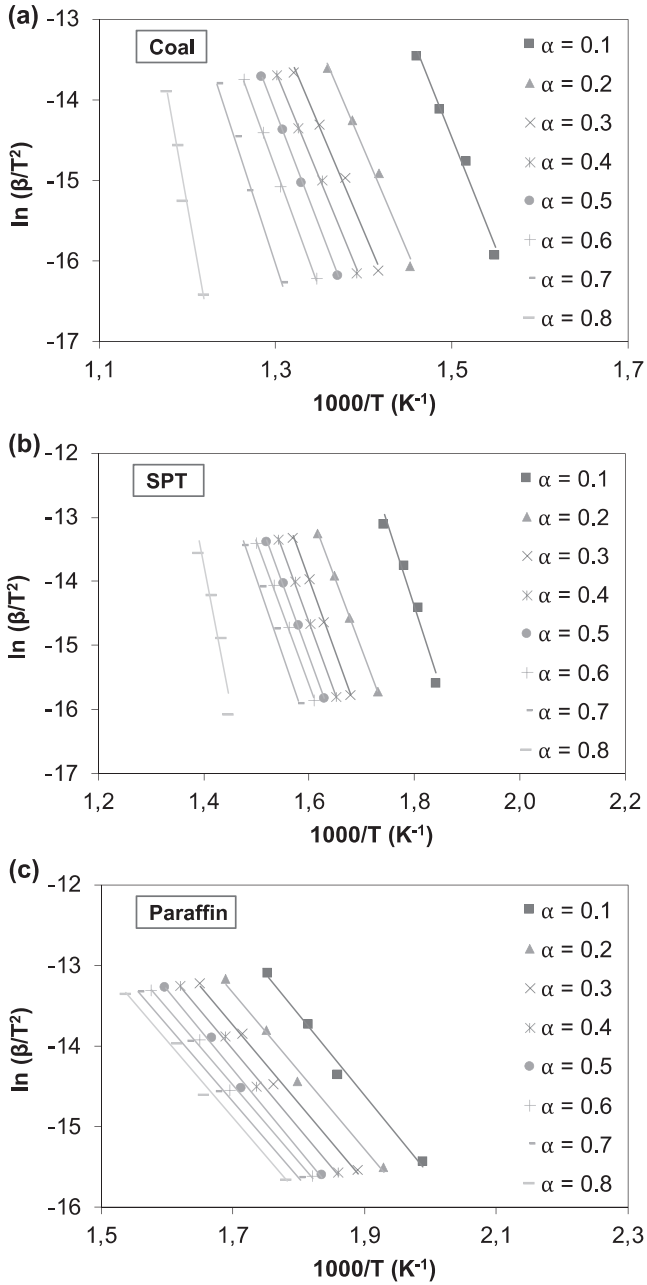 (a)
Coal
-13
-14
-15
-16
-17
ln (β/T²)
1,1
1,3
1,5
1,7
1000/T (K⁻¹)
α = 0.1
α = 0.2
α = 0.3
α = 0.4
α = 0.5
α = 0.6
α = 0.7
α = 0.8
(b)
SPT
-12
-13
-14
-15
-16
-17
ln (β/T²)
1,2
1,4
1,6
1,8
2,0
2,2
1000/T (K⁻¹)
α = 0.1
α = 0.2
α = 0.3
α = 0.4
α = 0.5
α = 0.6
α = 0.7
α = 0.8
(c)
Paraffin
-12
-13
-14
-15
-16
ln (β/T²)
1,5
1,7
1,9
2,1
2,3
1000/T (K⁻¹)
α = 0.1
α = 0.2
α = 0.3
α = 0.4
α = 0.5
α = 0.6
α = 0.7
α = 0.8